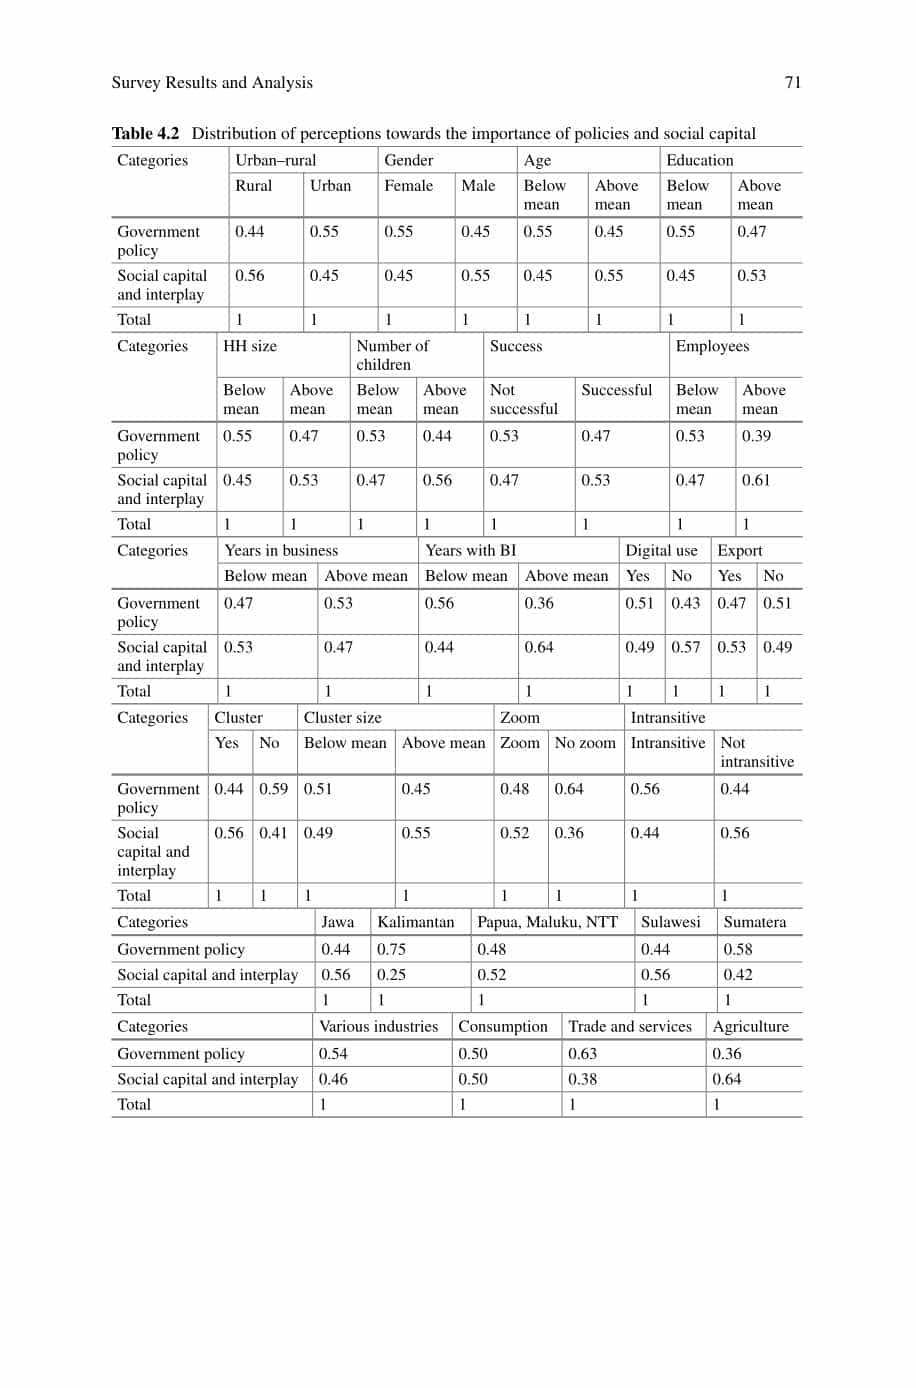 Survey Results and Analysis 71
Table 4.2 Distribution of perceptions towards the importance of policies and social capital
Categories Urban–rural Gender Age Education
Rural Urban Female Male Below Above Below Above
mean mean mean mean
Government 0.44 0.55 0.55 0.45 0.55 0.45 0.55 0.47
policy
Social capital 0.56 0.45 0.45 0.55 0.45 0.55 0.45 0.53
and interplay
Total 1 1 1 1 1 1 1 1
Categories HH size Number of Success Employees
children
Below Above Below Above Not Successful Below Above
mean mean mean mean successful mean mean
Government 0.55 0.47 0.53 0.44 0.53 0.47 0.53 0.39
policy
Social capital 0.45 0.53 0.47 0.56 0.47 0.53 0.47 0.61
and interplay
Total 1 1 1 1 1 1 1 1
Categories Years in business Years with BI Digital use Export
Below mean Above mean Below mean Above mean Yes No Yes No
Government 0.47 0.53 0.56 0.36 0.51 0.43 0.47 0.51
policy
Social capital 0.53 0.47 0.44 0.64 0.49 0.57 0.53 0.49
and interplay
Total 1 1 1 1 1 1 1 1
Categories Cluster Cluster size Zoom Intransitive
Yes No Below mean Above mean Zoom No zoom Intransitive Not
intransitive
Government 0.44 0.59 0.51 0.45 0.48 0.64 0.56 0.44
policy
Social 0.56 0.41 0.49 0.55 0.52 0.36 0.44 0.56
capital and
interplay
Total 1 1 1 1 1 1 1 1
Categories Jawa Kalimantan Papua, Maluku, NTT Sulawesi Sumatera
Government policy 0.44 0.75 0.48 0.44 0.58
Social capital and interplay 0.56 0.25 0.52 0.56 0.42
Total 1 1 1 1 1
Categories Various industries Consumption Trade and services Agriculture
Government policy 0.54 0.50 0.63 0.36
Social capital and interplay 0.46 0.50 0.38 0.64
Total 1 1 1 1